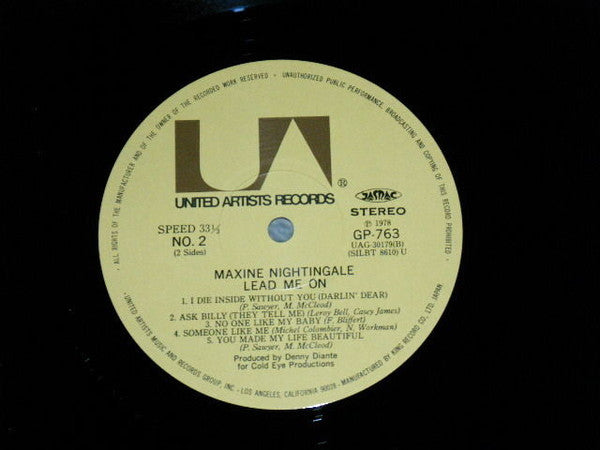 ALL RIGHTS OF THE MANUFACTURER AND OF THE OWNER OF THE RECORDED WORK RESERVED • UNAUTHORIZED PUBLIC PERFORMANCE, BROADCASTING AND COPYING OF THIS RECORD PROHIBITED •
UA
®
UNITED ARTISTS RECORDS
SPEED 33⅓
NO. 2
(2 Sides)
JASRAC
STEREO
℗ 1978
GP-763
UAG-30179(B)
(SILBT 8610) U
MAXINE NIGHTINGALE
LEAD ME ON
1. I DIE INSIDE WITHOUT YOU (DARLIN' DEAR)
(P. Sawyer, M. McCleod)
2. ASK BILLY (THEY TELL ME) (Leroy Bell, Casey James)
3. NO ONE LIKE MY BABY (F. Bliffert)
4. SOMEONE LIKE ME (Michel Colombier, N. Workman)
5. YOU MADE MY LIFE BEAUTIFUL
(P. Sawyer, M. McCleod)
Produced by Denny Diante
for Cold Eye Productions
• UNITED ARTISTS MUSIC AND RECORDS GROUP, INC. • LOS ANGELES, CALIFORNIA 90028 • MANUFACTURED BY KING RECORD CO. LTD, JAPAN